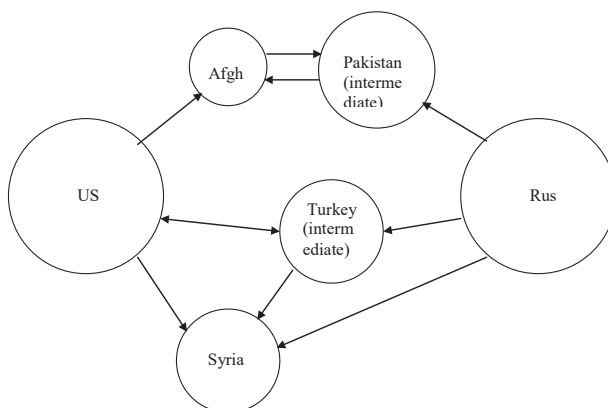 Afgh
Pakistan
(interme
diate)
US
Turkey
(interm
ediate)
Rus
Syria